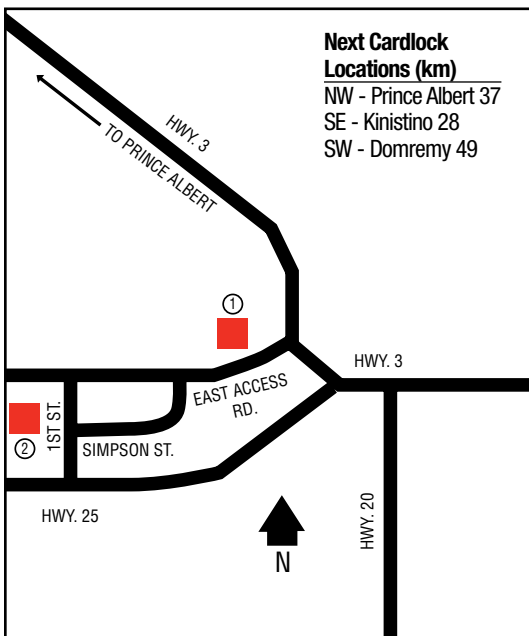 Next Cardlock
Locations (km)
NW - Prince Albert 37
SE - Kinistino 28
SW - Domremy 49
HWY. 3
TO PRINCE ALBERT
1
HWY. 3
EAST ACCESS
RD.
1ST ST.
2
SIMPSON ST.
HWY. 25
HWY. 20
N